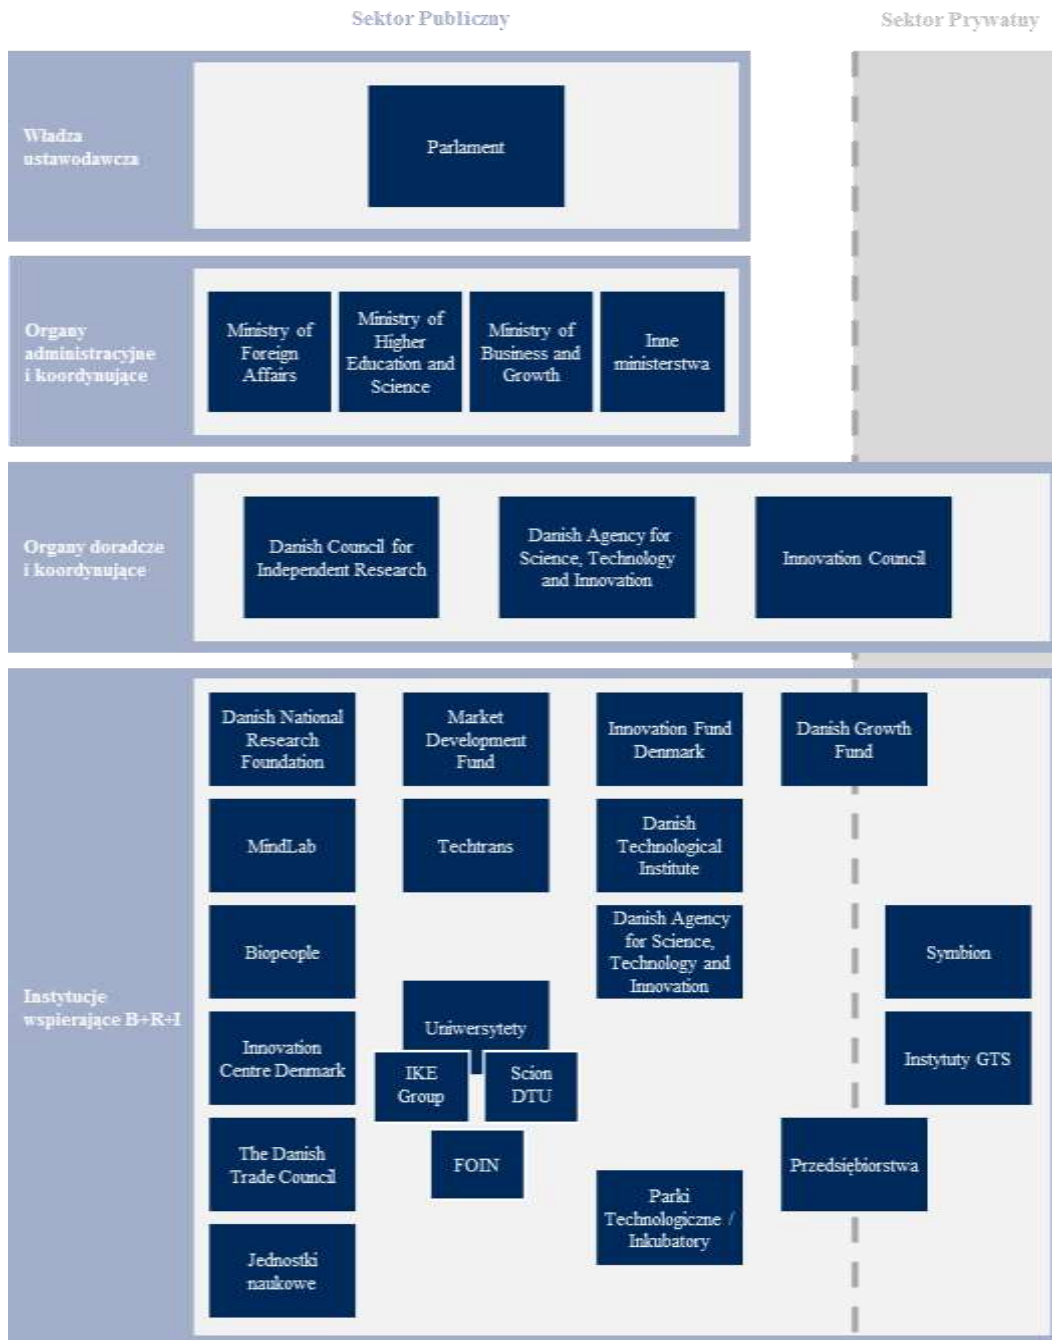 Sektor Publiczny
Sektor Prywatny
Władza
ustawodawcza
Parlament
Organy
administracyjne
i koordynujące
Ministry of
Foreign
Affairs
Ministry of
Higher
Education and
Science
Ministry of
Business and
Growth
Inne
ministerstwa
Organy doradcze
i koordynujące
Danish Council for
Independent Research
Danish Agency for
Science, Technology
and Innovation
Innovation Council
Instytucje
wspierające B+R+I
Danish National
Research
Foundation
Market
Development
Fund
Innovation Fund
Denmark
Danish Growth
Fund
MindLab
Techtrans
Danish
Technological
Institute
Biopeople
Danish Agency
for Science,
Technology and
Innovation
Symbion
Uniwersytety
Innovation
Centre Denmark
IKE
Group
Scion
DTU
Instytuty GTS
The Danish
Trade Council
FOIN
Przedsiębiorstwa
Parki
Technologiczne /
Inkubatory
Jednostki
naukowe